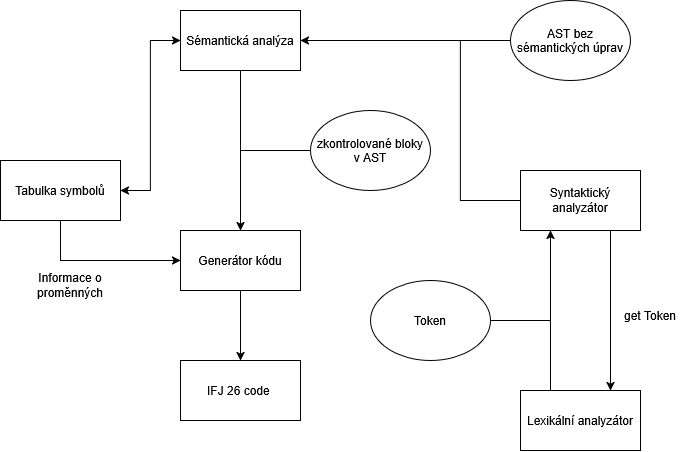 Sémantická analýza
AST bez
sémantických úprav
zkontrolované bloky
v AST
Tabulka symbolů
Syntaktický
analyzátor
Generátor kódu
Informace o
proměnných
Token
get Token
IFJ 26 code
Lexikální analyzátor